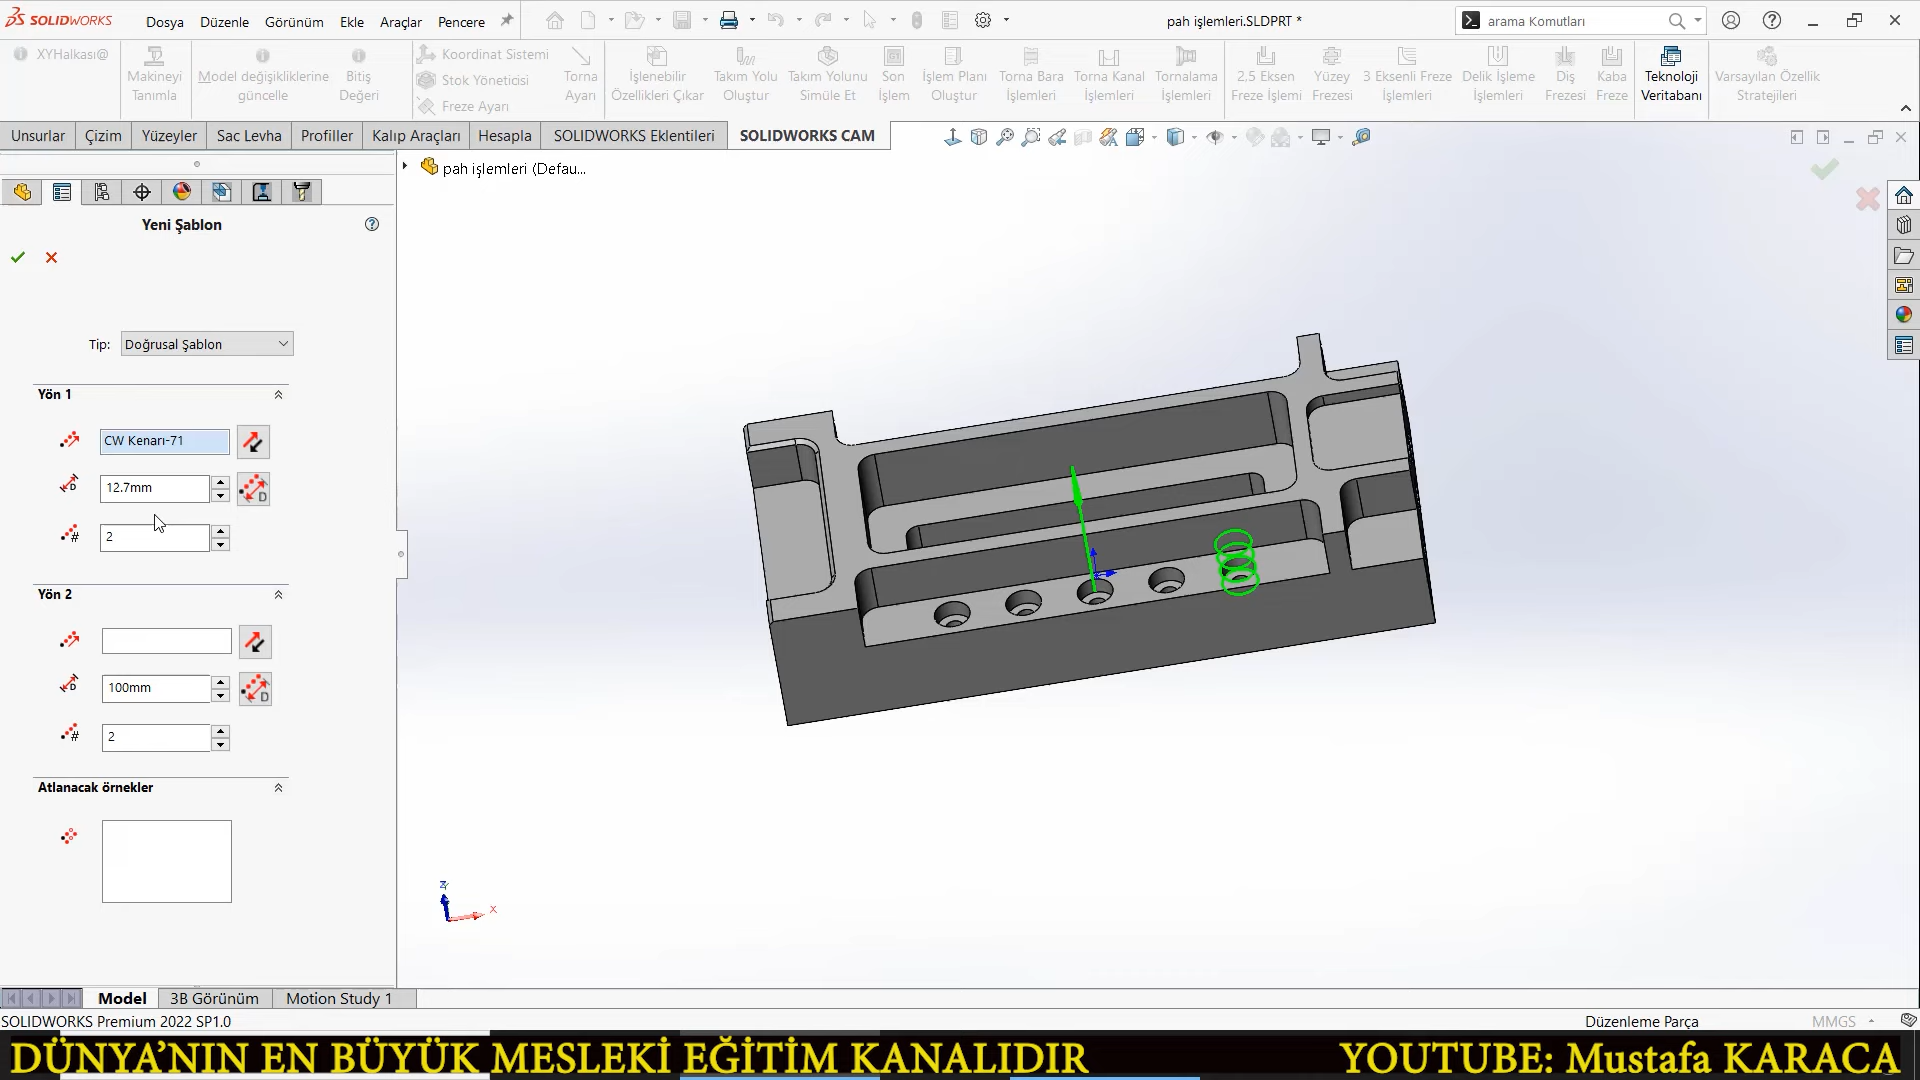 SOLIDWORKS Dosya Düzenle Görünüm Ekle Araçlar Pencere pah işlemleri.SLDPRT * arama Komutları
XYHalkası@
Makineyi Tanımla
Model değişikliklerine güncelle
Bitiş Değeri
Koordinat Sistemi
Stok Yöneticisi
Freze Ayarı
Torna Ayarı
İşlenebilir Özellikleri Çıkar
Takım Yolu Oluştur
Takım Yolunu Simüle Et
Son İşlem
İşlem Planı Oluştur
Torna Bara İşlemleri
Torna Kanal İşlemleri
Tornalama İşlemleri
2.5 Eksen Freze İşlemi
Yüzey Frezesi
3 Eksenli Freze İşlemleri
Delik İşleme İşlemleri
Diş Frezesi
Kaba Freze
Teknoloji Veritabanı
Varsayılan Özellik Stratejileri
Unsurlar Çizim Yüzeyler Sac Levha Profiller Kalıp Araçları Hesapla SOLIDWORKS Eklentileri SOLIDWORKS CAM
pah işlemleri (Defau...
Yeni Şablon
Tip: Doğrusal Şablon
Yön 1
CW Kenarı-71
12.7mm
2
Yön 2
100mm
2
Atlanacak örnekler
Z
X
Model 3B Görünüm Motion Study 1
SOLIDWORKS Premium 2022 SP1.0 Düzenleme Parça MMGS
DÜNYA’NIN EN BÜYÜK MESLEKİ EĞİTİM KANALIDIR YOUTUBE: Mustafa KARACA